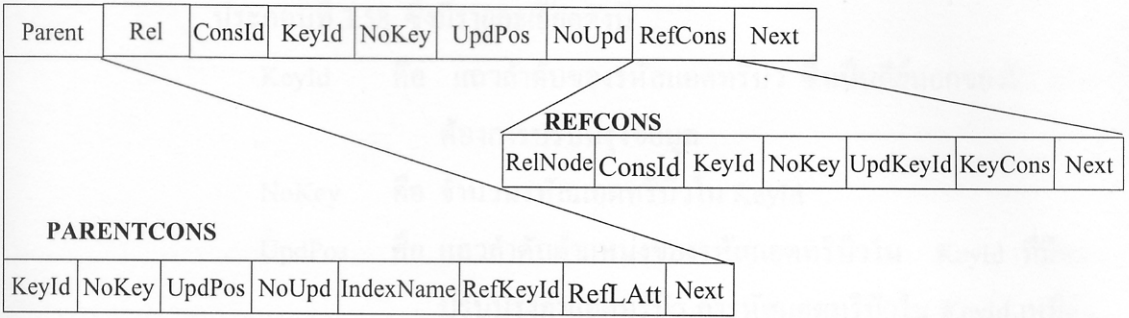 Parent Rel ConsId KeyId NoKey UpdPos NoUpd RefCons Next
REFCONS
RelNode ConsId KeyId NoKey UpdKeyId KeyCons Next
PARENTCONS
KeyId NoKey UpdPos NoUpd IndexName RefKeyId RefLAtt Next